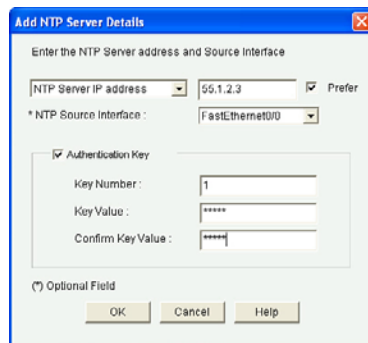 Add NTP Server Details
Enter the NTP Server address and Source Interface
NTP Server IP address 55.1.2.3 Prefer
* NTP Source Interface : FastEthernet0/0
Authentication Key
Key Number : 1
Key Value : *****
Confirm Key Value : *****
(*) Optional Field
OK Cancel Help